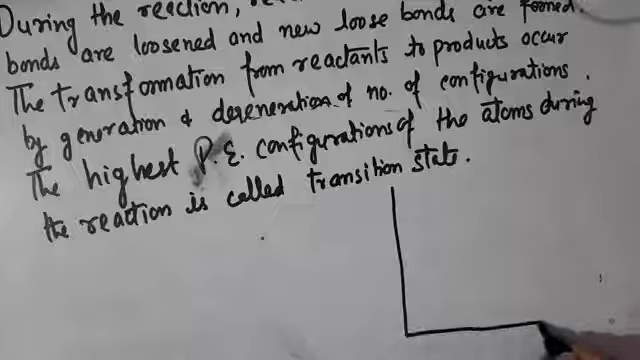 During the reaction,
bonds are loosened and new loose bonds are formed.
The transformation from reactants to products occur
by generation & degeneration of no. of configurations.
The highest P.E. configurations of the atoms during
the reaction is called transition state.